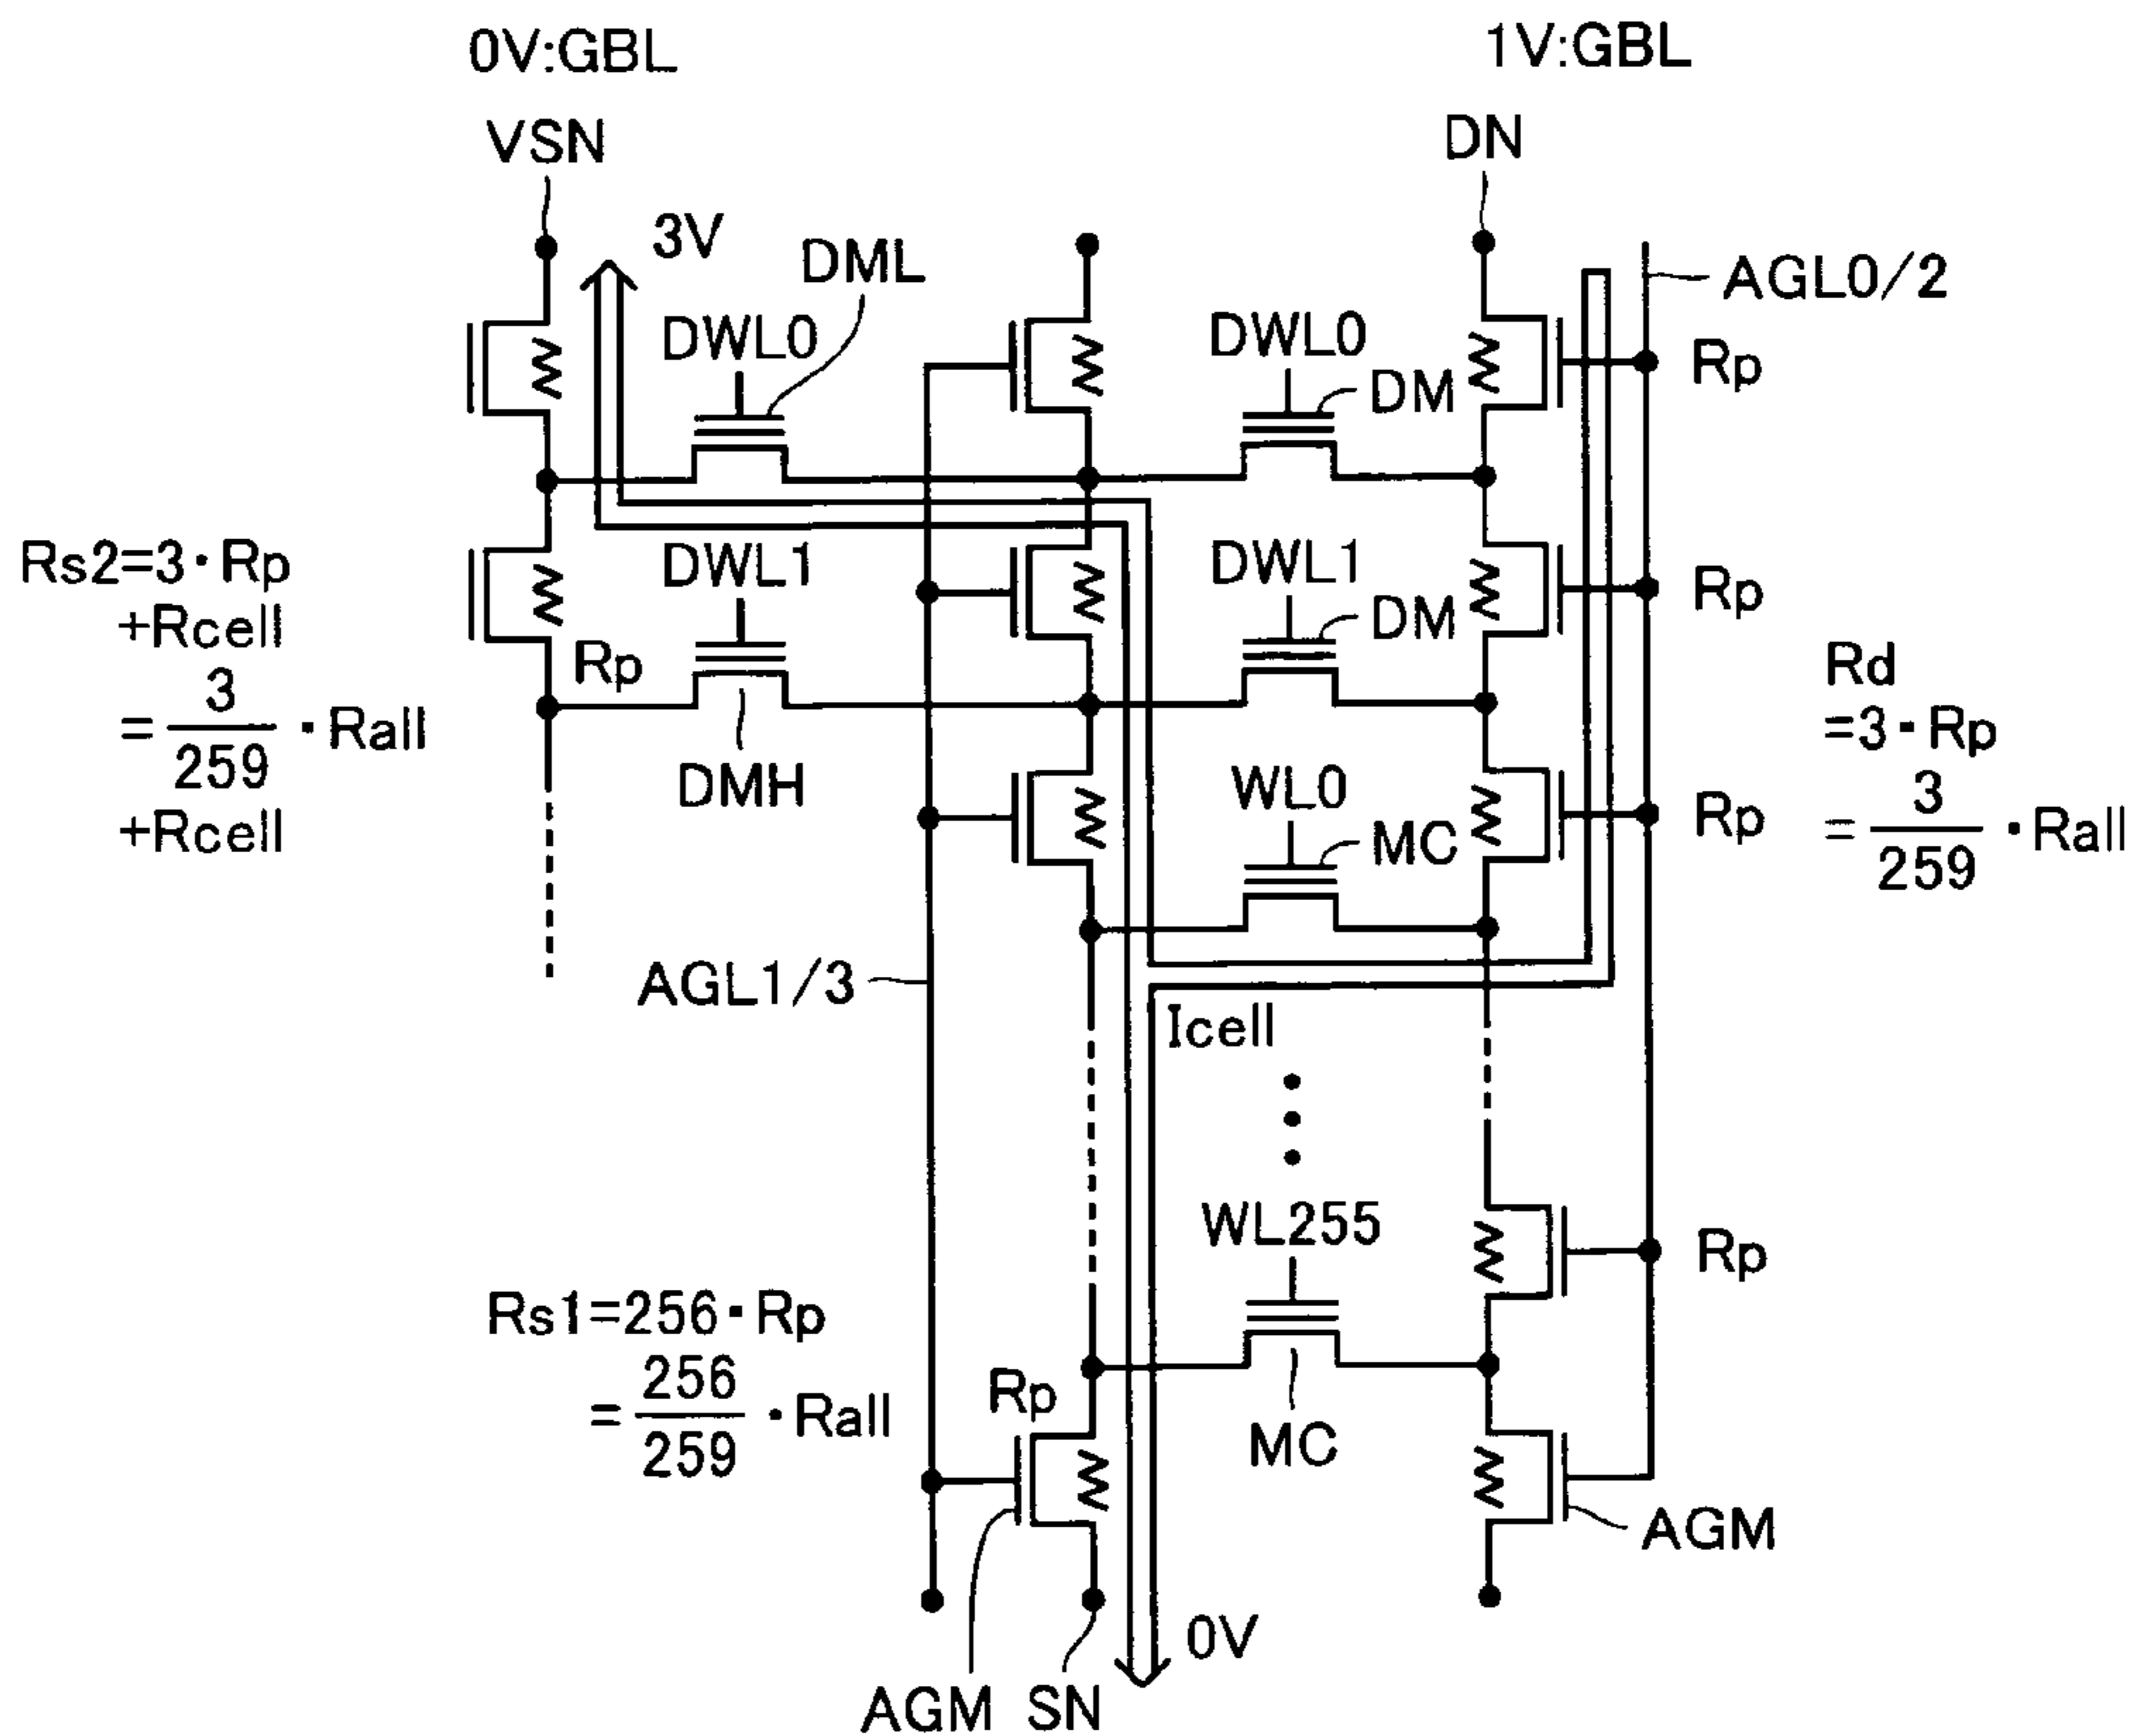 0V:GBL
1V:GBL
VSN
DN
3V
DML
AGL0/2
DWL0
DWL0
DM
Rp
Rs2=3・Rp
+Rcell
= 3/259 ・Rall
+Rcell
DWL1
DWL1
DM
Rp
Rp
DMH
Rd
=3・Rp
= 3/259 ・Rall
WL0
MC
Rp
AGL1/3
Icell
WL255
Rp
Rs1=256・Rp
= 256/259 ・Rall
Rp
MC
AGM
0V
AGM
SN